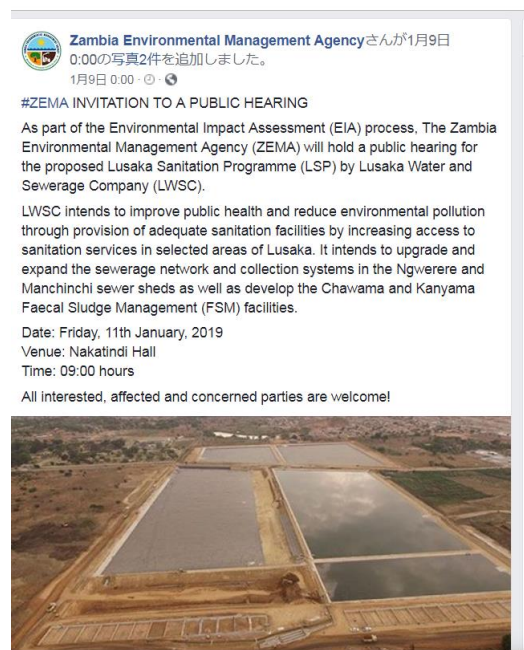 Zambia Environmental Management Agencyさんが1月9日
0:00の写真2件を追加しました。
1月9日 0:00 ·
#ZEMA INVITATION TO A PUBLIC HEARING
As part of the Environmental Impact Assessment (EIA) process, The Zambia
Environmental Management Agency (ZEMA) will hold a public hearing for
the proposed Lusaka Sanitation Programme (LSP) by Lusaka Water and
Sewerage Company (LWSC).
LWSC intends to improve public health and reduce environmental pollution
through provision of adequate sanitation facilities by increasing access to
sanitation services in selected areas of Lusaka. It intends to upgrade and
expand the sewerage network and collection systems in the Ngwerere and
Manchinchi sewer sheds as well as develop the Chawama and Kanyama
Faecal Sludge Management (FSM) facilities.
Date: Friday, 11th January, 2019
Venue: Nakatindi Hall
Time: 09:00 hours
All interested, affected and concerned parties are welcome!